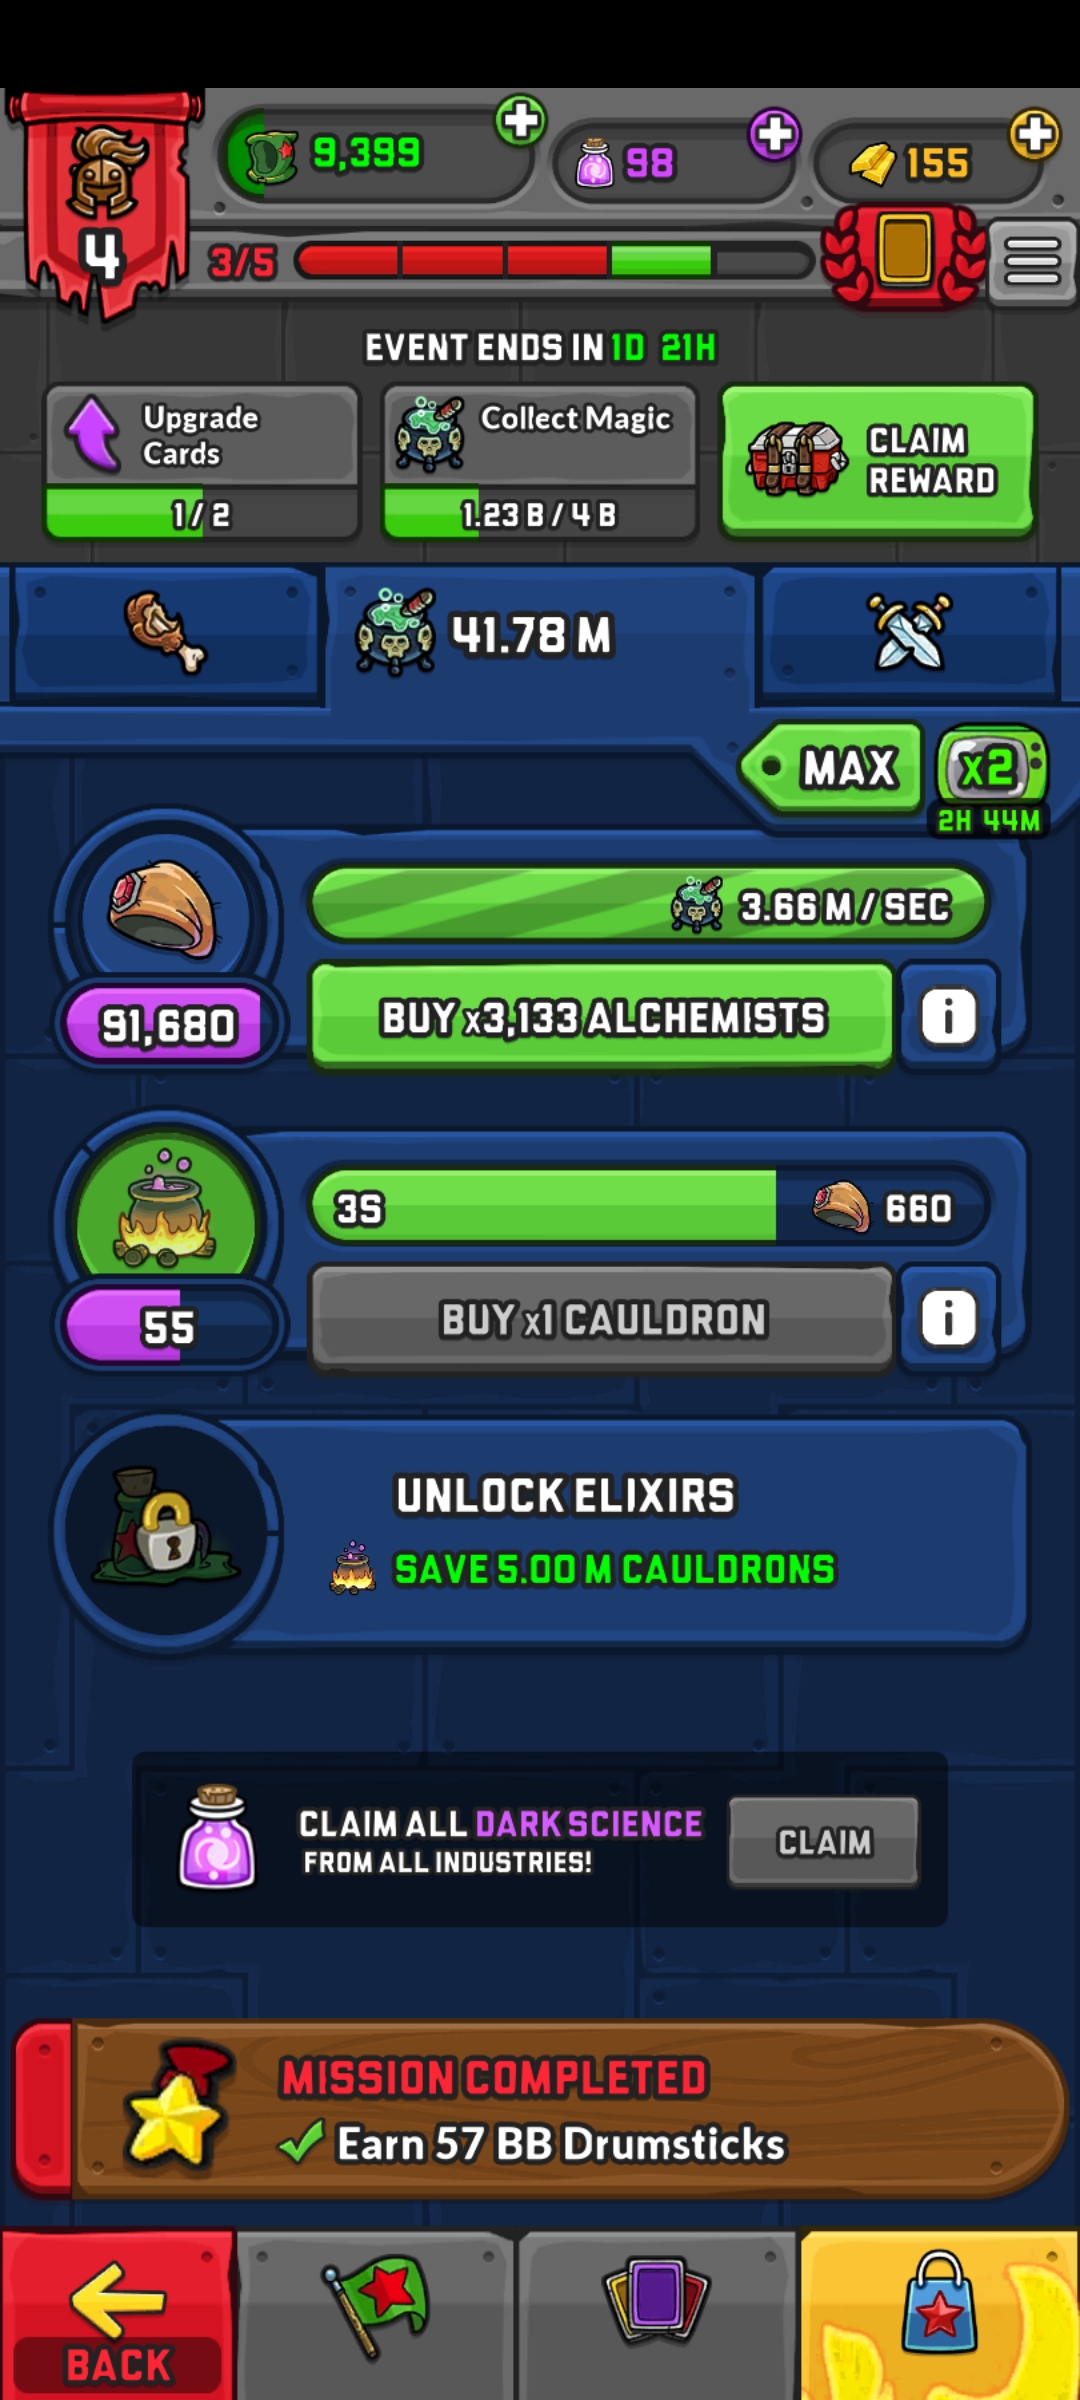 9,399
98
155
4
3/5
EVENT ENDS IN 1D 21H
Upgrade
Cards
1/2
Collect Magic
1.23 B / 4 B
CLAIM
REWARD
41.78 M
MAX
x2
2H 44M
3.66 M / SEC
91,680
BUY x3,133 ALCHEMISTS
i
3S
660
55
BUY x1 CAULDRON
i
UNLOCK ELIXIRS
SAVE 5.00 M CAULDRONS
CLAIM ALL DARK SCIENCE
FROM ALL INDUSTRIES!
CLAIM
MISSION COMPLETED
Earn 57 BB Drumsticks
BACK